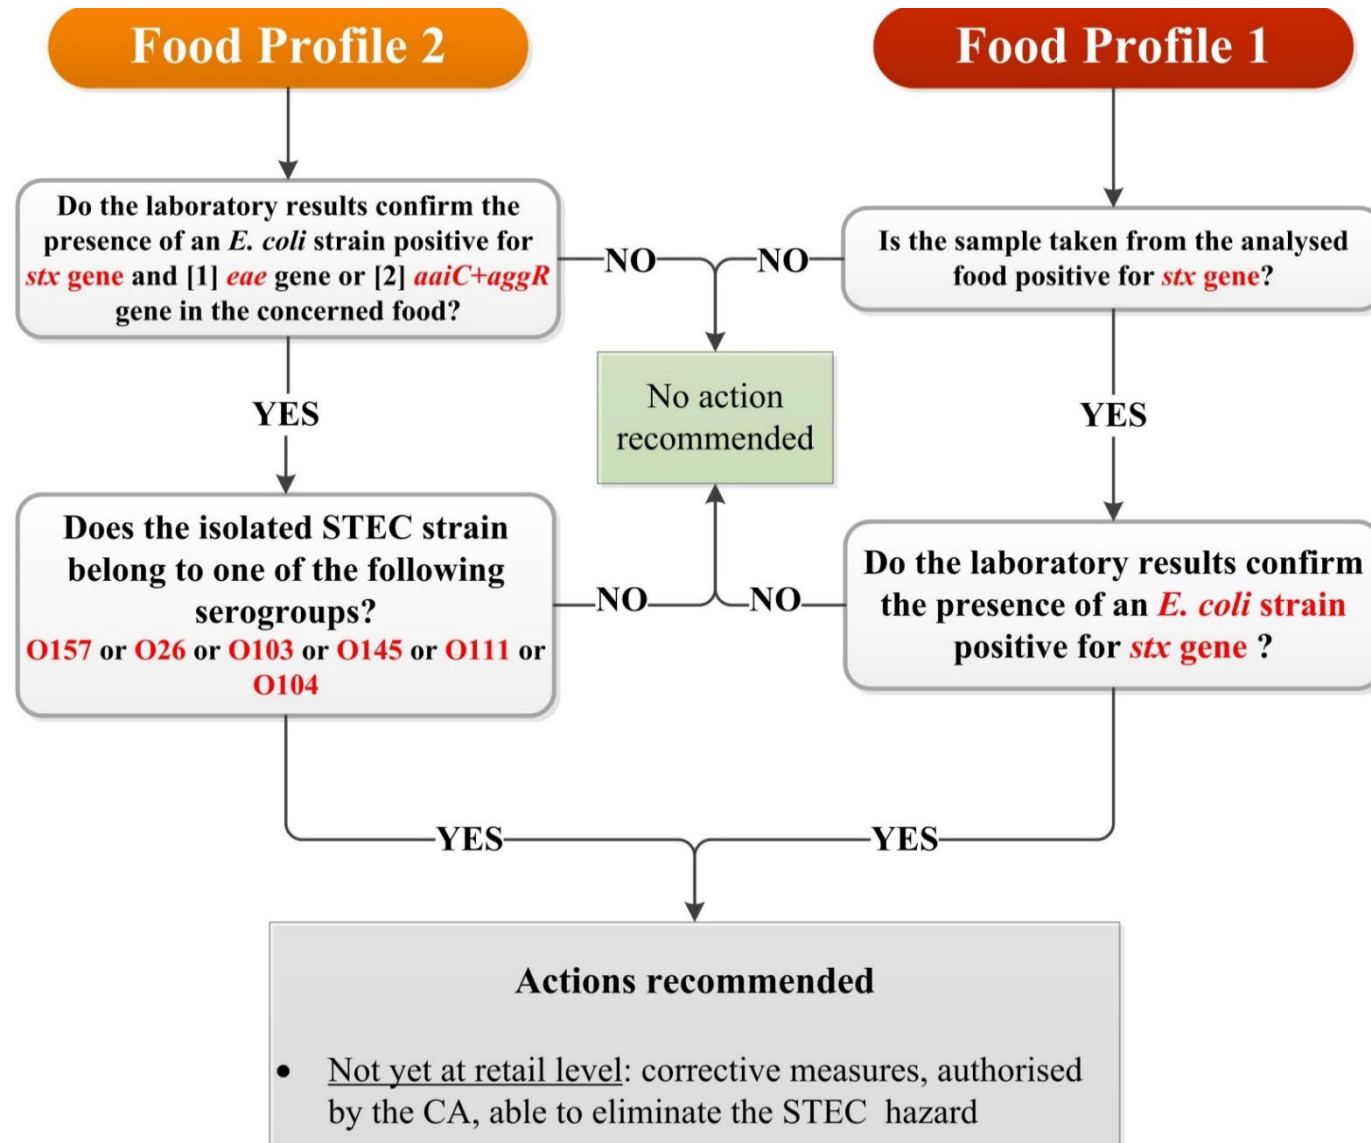 Food Profile 2
Food Profile 1
Do the laboratory results confirm the
presence of an E. coli strain positive for
stx gene and [1] eae gene or [2] aaiC+aggR
gene in the concerned food?
NO
NO
Is the sample taken from the analysed
food positive for stx gene?
No action
recommended
YES
YES
Does the isolated STEC strain
belong to one of the following
serogroups?
O157 or O26 or O103 or O145 or O111 or
O104
NO
NO
Do the laboratory results confirm
the presence of an E. coli strain
positive for stx gene ?
YES
YES
Actions recommended
• Not yet at retail level: corrective measures, authorised
by the CA, able to eliminate the STEC hazard